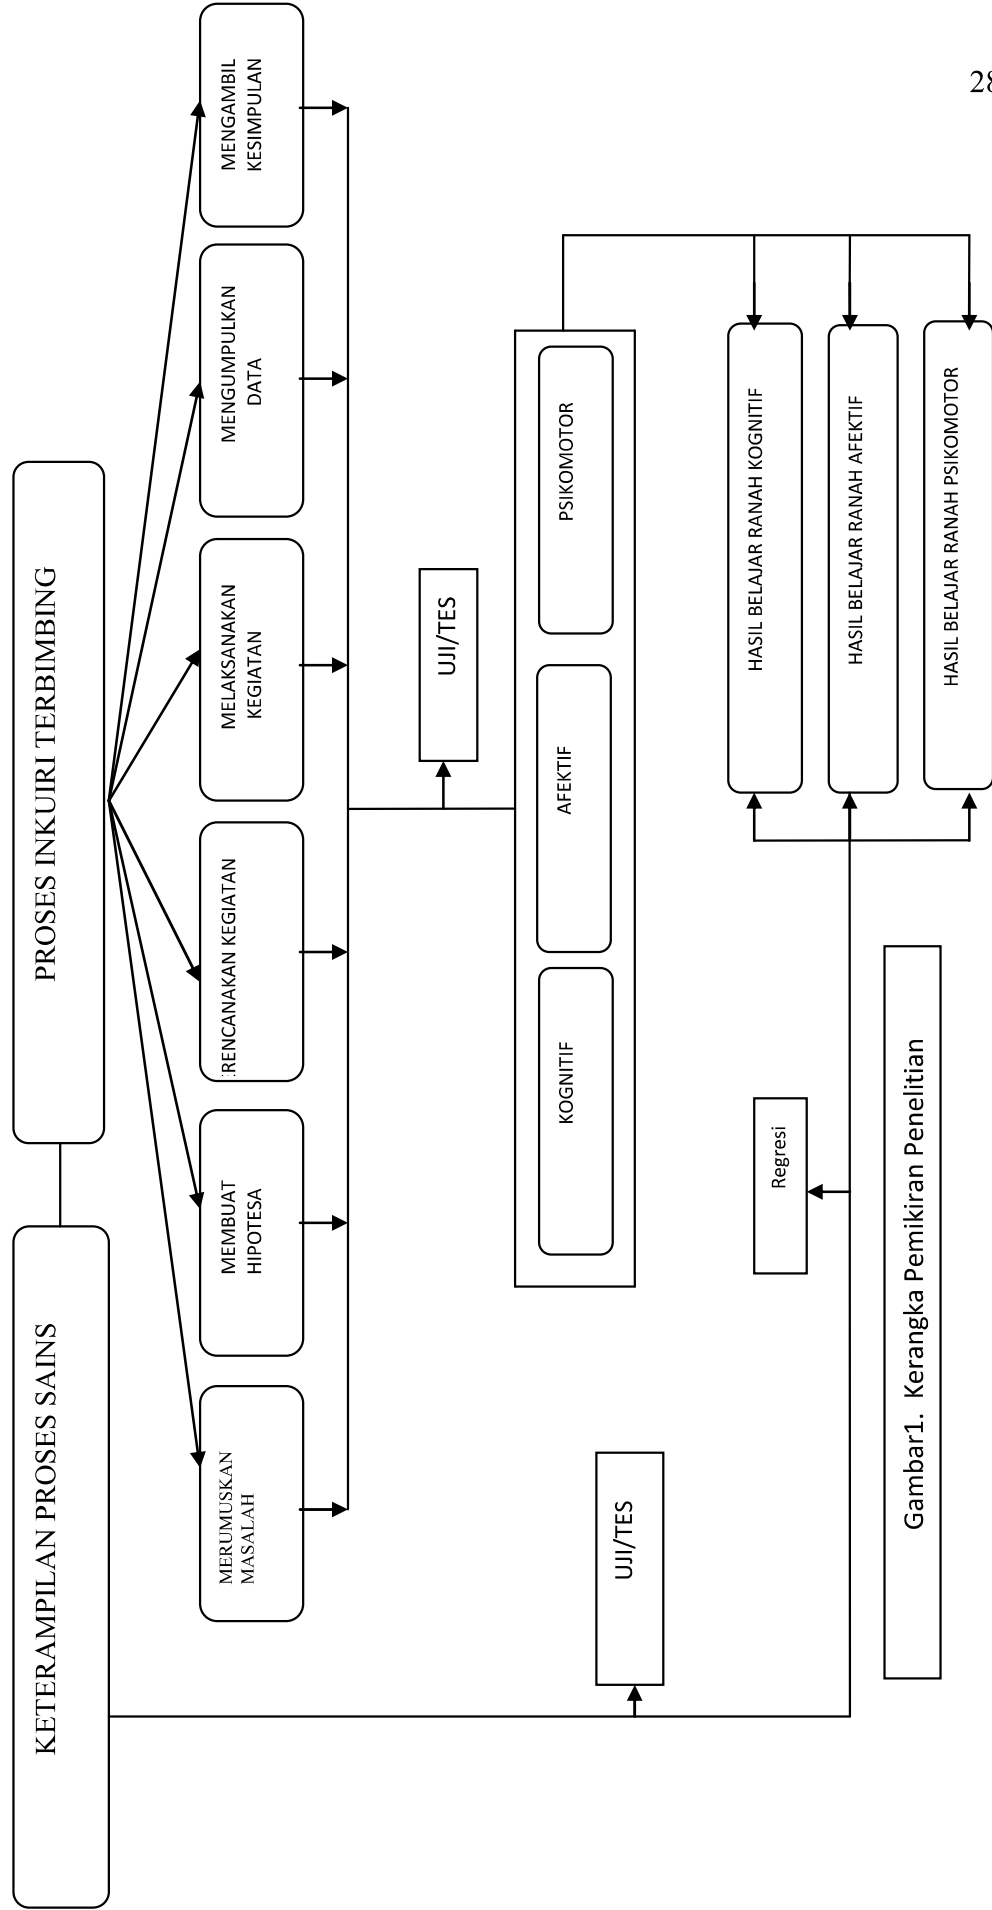 28
KETERAMPILAN PROSES SAINS
PROSES INKUIRI TERBIMBING
MERUMUSKAN
MASALAH
MEMBUAT
HIPOTESA
ERENCANAKAN KEGIATAN
MELAKSANAKAN
KEGIATAN
MENGUMPULKAN
DATA
MENGAMBIL
KESIMPULAN
UJI/TES
KOGNITIF
AFEKTIF
PSIKOMOTOR
UJI/TES
Regresi
HASIL BELAJAR RANAH KOGNITIF
HASIL BELAJAR RANAH AFEKTIF
HASIL BELAJAR RANAH PSIKOMOTOR
Gambar1. Kerangka Pemikiran Penelitian